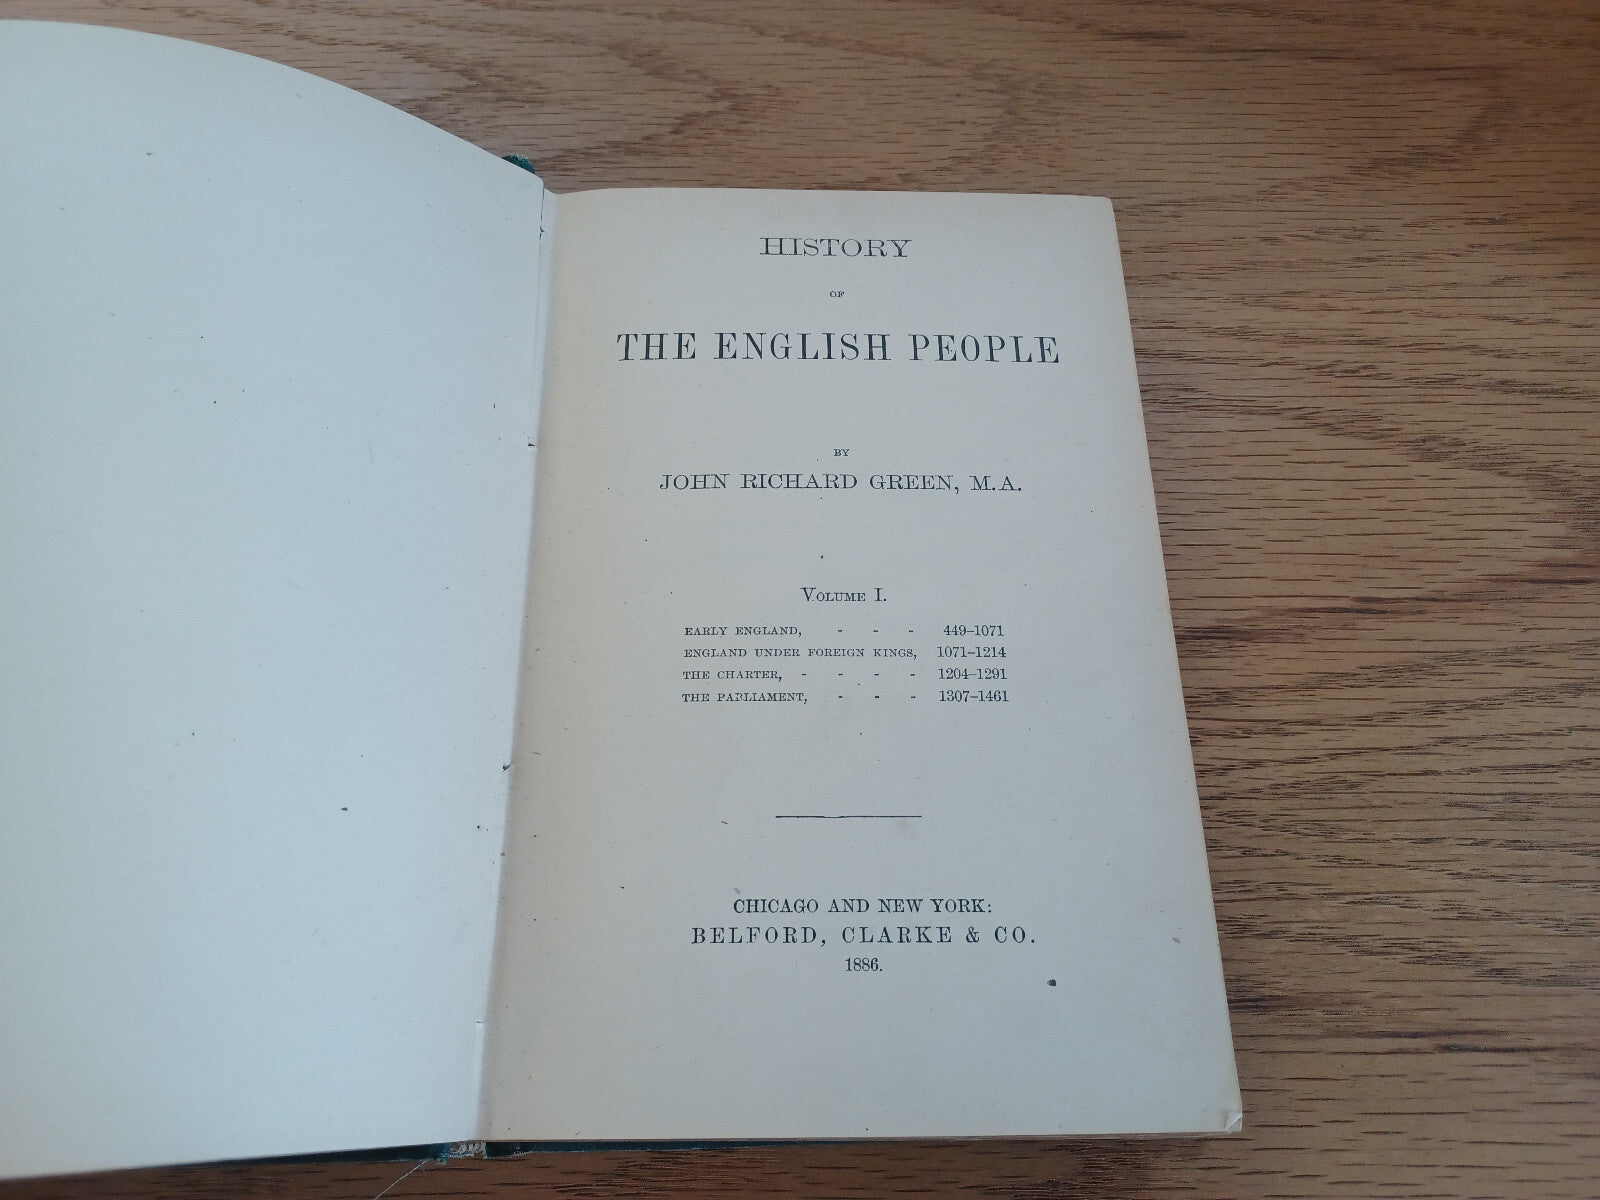 HISTORY
OF
THE ENGLISH PEOPLE
BY
JOHN RICHARD GREEN, M.A.
VOLUME I.
EARLY ENGLAND, - - - 449–1071
ENGLAND UNDER FOREIGN KINGS, 1071–1214
THE CHARTER, - - - - 1204–1291
THE PARLIAMENT, - - - 1307–1461
CHICAGO AND NEW YORK:
BELFORD, CLARKE & CO.
1886.